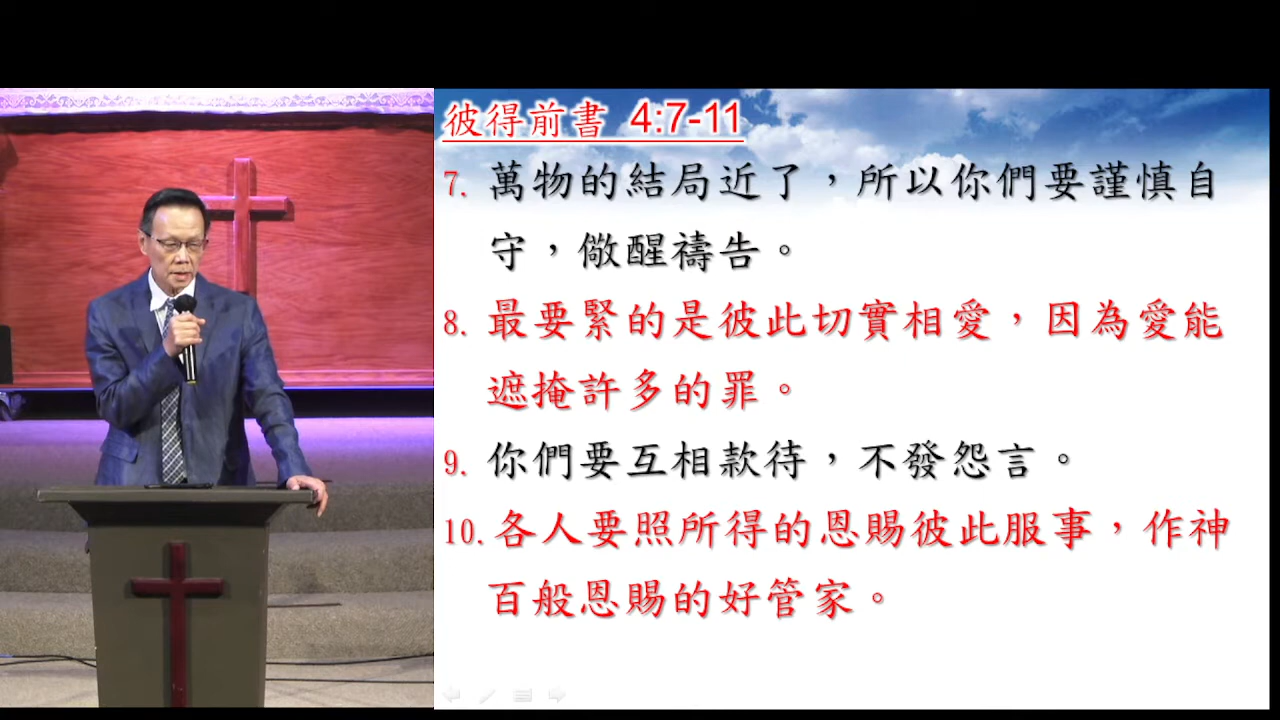 彼得前書 4:7-11
7. 萬物的結局近了，所以你們要謹慎自
守，儆醒禱告。
8. 最要緊的是彼此切實相愛，因為愛能
遮掩許多的罪。
9. 你們要互相款待，不發怨言。
10. 各人要照所得的恩賜彼此服事，作神
百般恩賜的好管家。